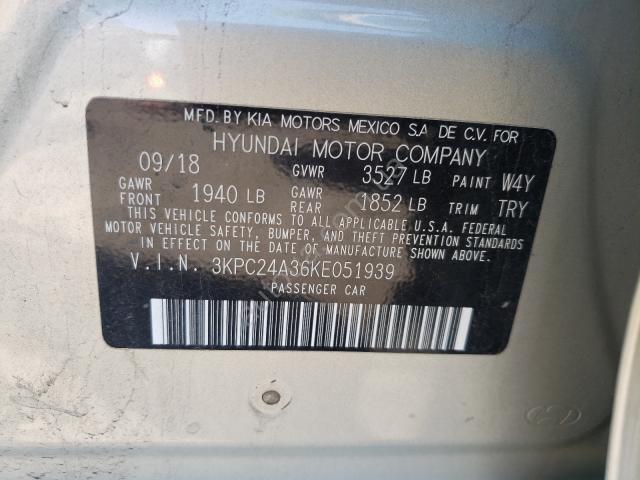 MFD. BY KIA MOTORS MEXICO S.A DE C.V. FOR
HYUNDAI MOTOR COMPANY
09/18 GVWR 3527 LB PAINT W4Y
GAWR FRONT 1940 LB GAWR REAR 1852 LB TRIM TRY
THIS VEHICLE CONFORMS TO ALL APPLICABLE U.S.A. FEDERAL
MOTOR VEHICLE SAFETY, BUMPER, AND THEFT PREVENTION STANDARDS
IN EFFECT ON THE DATE OF MANUFACTURE SHOWN ABOVE.
V.I.N. 3KPC24A36KE051939
PASSENGER CAR